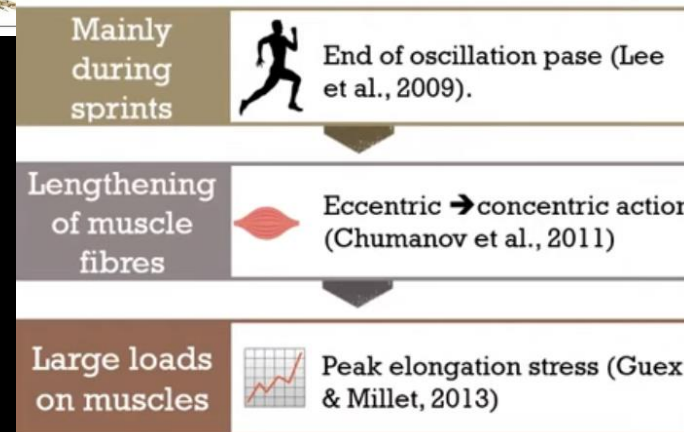 Mainly
during
sprints
End of oscillation pase (Lee
et al., 2009).
Lengthening
of muscle
fibres
Eccentric ➔concentric action
(Chumanov et al., 2011)
Large loads
on muscles
Peak elongation stress (Guex
& Millet, 2013)